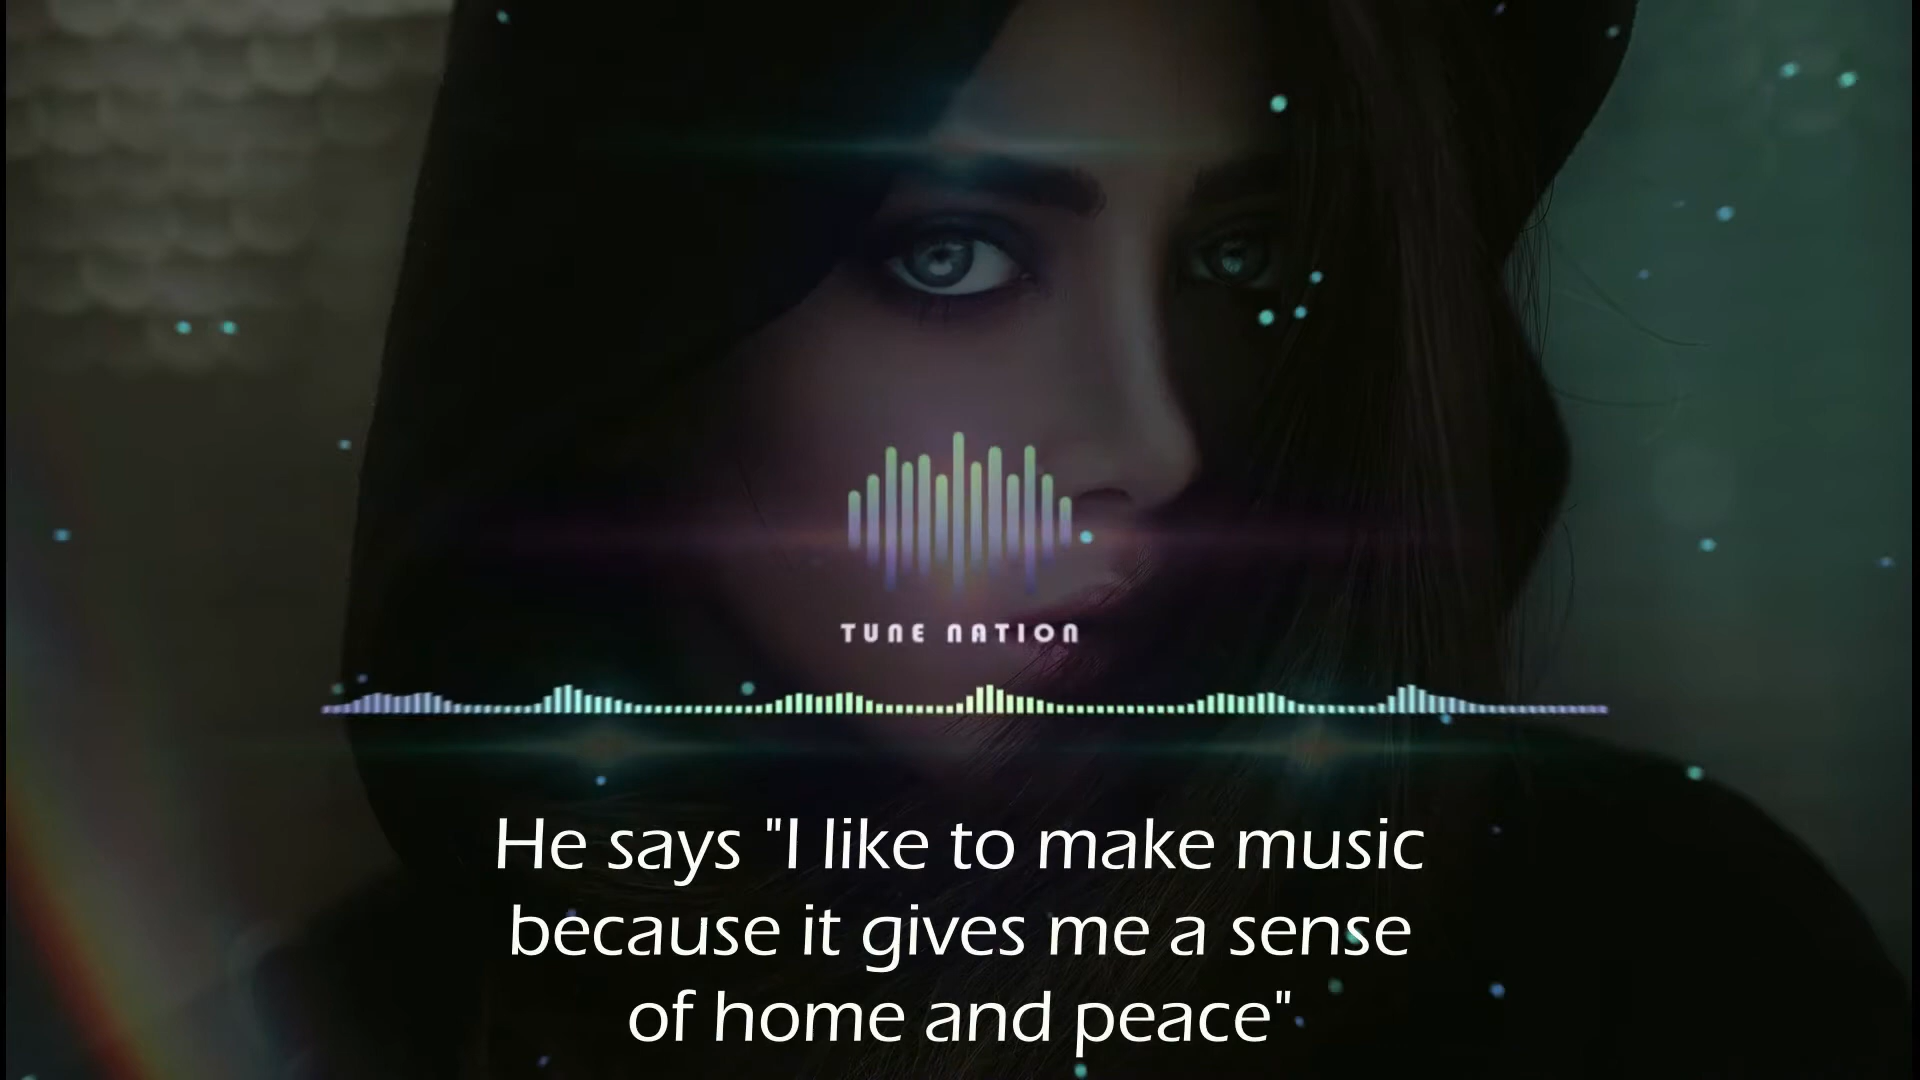 TUNE NATION
He says "I like to make music
because it gives me a sense
of home and peace"